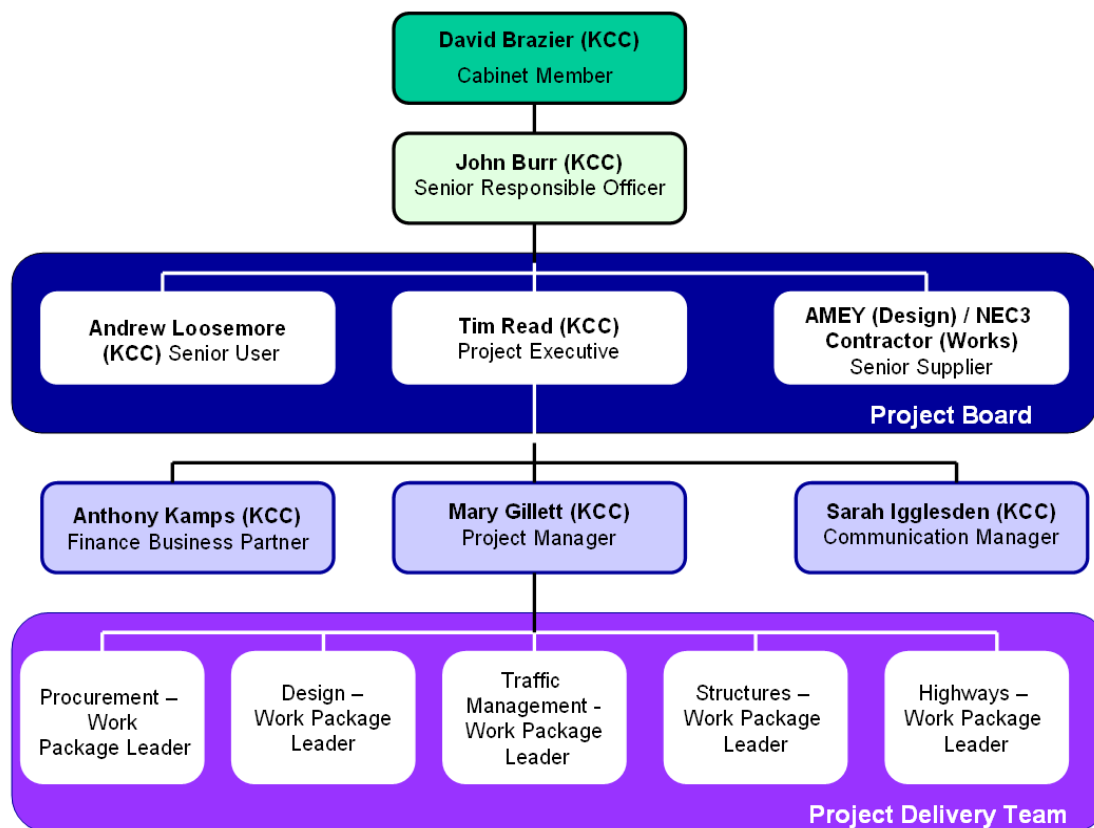 David Brazier (KCC)
Cabinet Member
John Burr (KCC)
Senior Responsible Officer
Andrew Loosemore
(KCC) Senior User
Tim Read (KCC)
Project Executive
AMEY (Design) / NEC3
Contractor (Works)
Senior Supplier
Project Board
Anthony Kamps (KCC)
Finance Business Partner
Mary Gillett (KCC)
Project Manager
Sarah Igglesden (KCC)
Communication Manager
Procurement –
Work
Package Leader
Design –
Work Package
Leader
Traffic
Management -
Work Package
Leader
Structures –
Work Package
Leader
Highways –
Work Package
Leader
Project Delivery Team